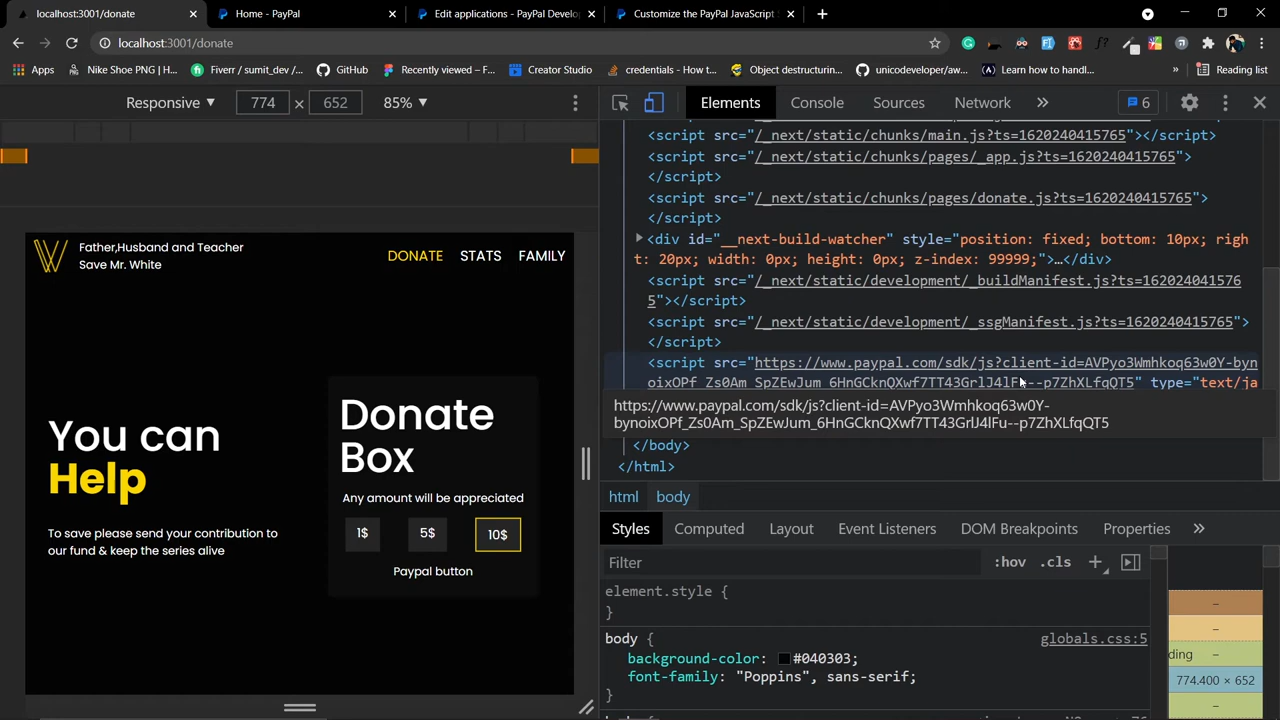 localhost:3001/donate
Home - PayPal
Edit applications - PayPal Develo
Customize the PayPal JavaScript S
localhost:3001/donate
Apps
Nike Shoe PNG | H...
Fiverr / sumit_dev /...
GitHub
Recently viewed – F...
Creator Studio
credentials - How t...
Object destructurin...
unicodeveloper/aw...
Learn how to handl...
»
Reading list
Responsive
774
×
652
85%
Elements
Console
Sources
Network
»
6
<script src="/_next/static/chunks/main.js?ts=1620240415765"></script>
<script src="/_next/static/chunks/pages/_app.js?ts=1620240415765">
</script>
<script src="/_next/static/chunks/pages/donate.js?ts=1620240415765">
</script>
<div id="__next-build-watcher" style="position: fixed; bottom: 10px; righ
t: 20px; width: 0px; height: 0px; z-index: 99999;">…</div>
<script src="/_next/static/development/_buildManifest.js?ts=162024041576
5"></script>
<script src="/_next/static/development/_ssgManifest.js?ts=1620240415765">
</script>
<script src="https://www.paypal.com/sdk/js?client-id=AVPyo3Wmhkoq63w0Y-byn
oixOPf_Zs0Am_SpZEwJum_6HnGCknQXwf7TT43GrlJ4lFu--p7ZhXLfqQT5" type="text/ja
https://www.paypal.com/sdk/js?client-id=AVPyo3Wmhkoq63w0Y-
bynoixOPf_Zs0Am_SpZEwJum_6HnGCknQXwf7TT43GrlJ4lFu--p7ZhXLfqQT5
</body>
</html>
html
body
Styles
Computed
Layout
Event Listeners
DOM Breakpoints
Properties
»
Filter
:hov
.cls
element.style {
}
body {
globals.css:5
background-color: #040303;
font-family: "Poppins", sans-serif;
}
ding
774.400 × 652
Father,Husband and Teacher
Save Mr. White
DONATE
STATS
FAMILY
You can
Help
To save please send your contribution to
our fund & keep the series alive
Donate
Box
Any amount will be appreciated
1$
5$
10$
Paypal button